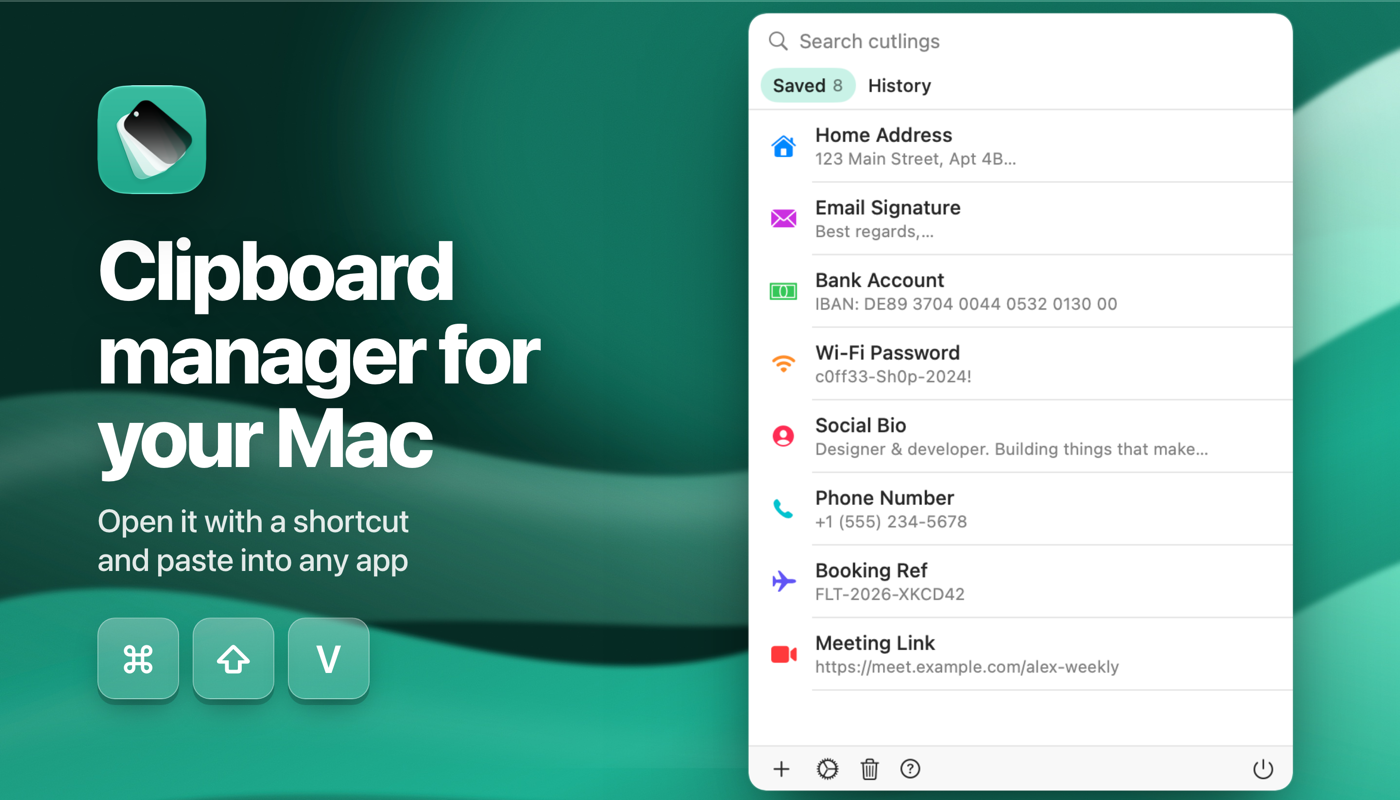 Clipboard
manager for
your Mac
Open it with a shortcut
and paste into any app
⌘ ⇧ V
Search cutlings
Saved 8 History
Home Address
123 Main Street, Apt 4B...
Email Signature
Best regards,...
Bank Account
IBAN: DE89 3704 0044 0532 0130 00
Wi-Fi Password
c0ff33-Sh0p-2024!
Social Bio
Designer & developer. Building things that make...
Phone Number
+1 (555) 234-5678
Booking Ref
FLT-2026-XKCD42
Meeting Link
https://meet.example.com/alex-weekly